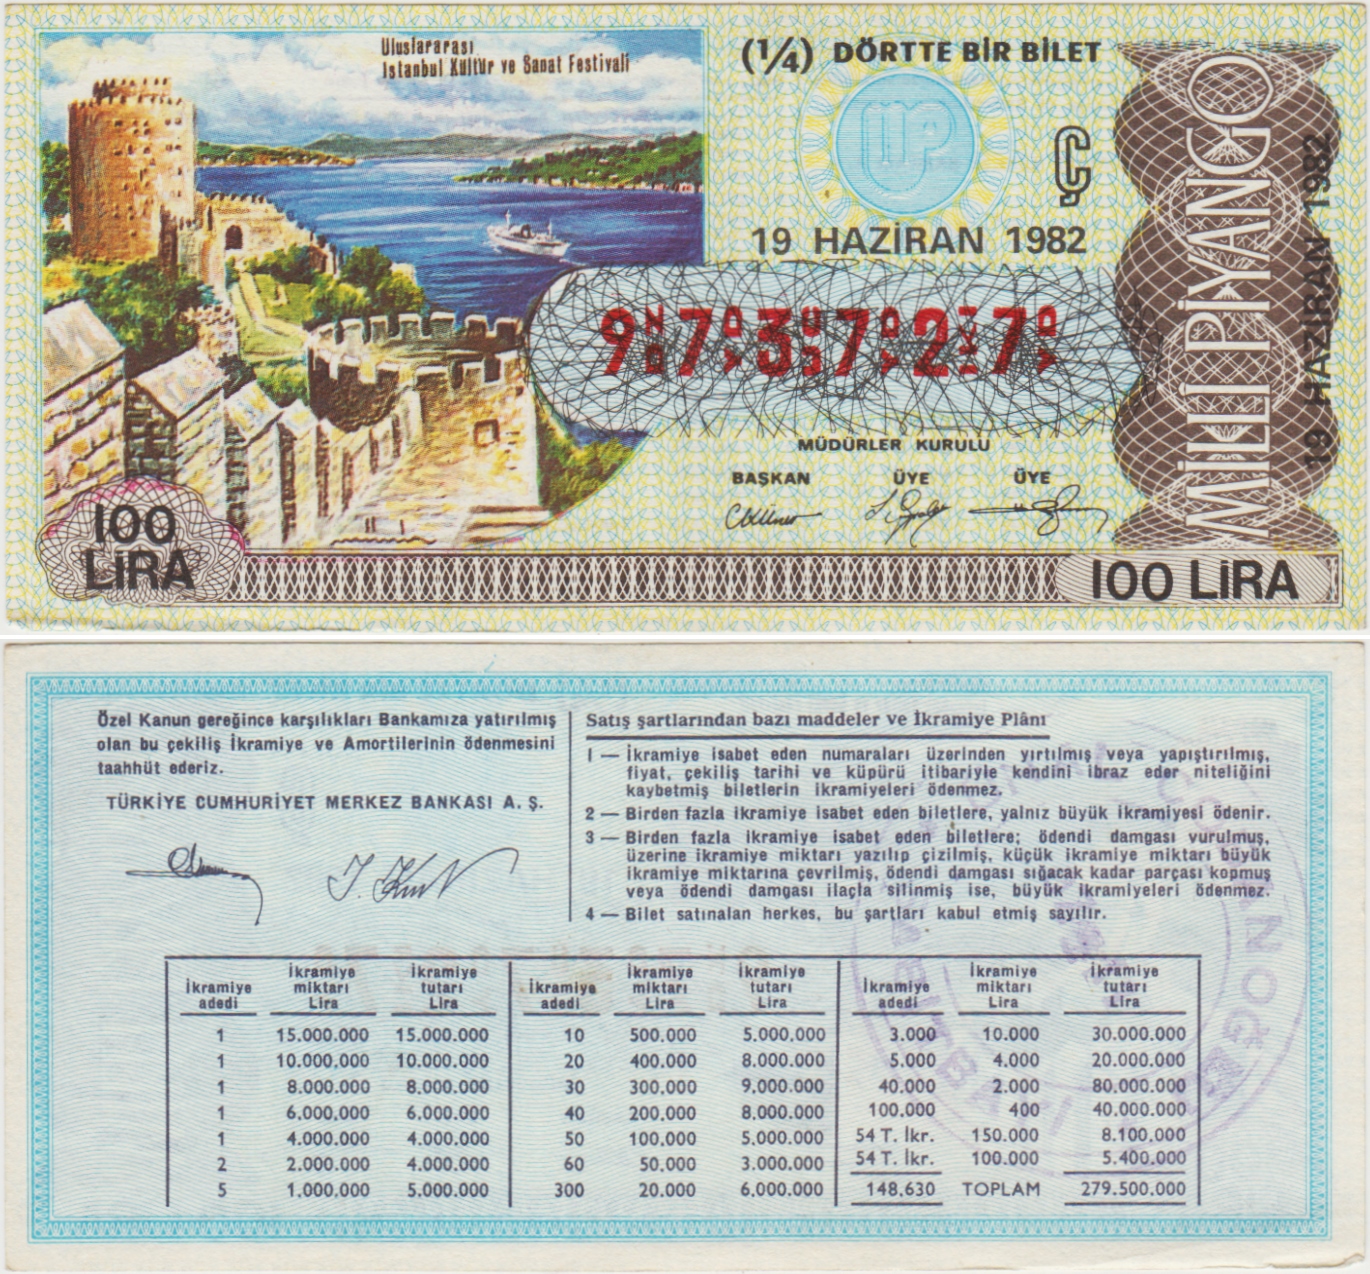 Uluslararası
İstanbul Kültür ve Sanat Festivali
(1/4) DÖRTTE BİR BİLET
Ç
19 HAZİRAN 1982
9 7 3 7 2 7
MÜDÜRLER KURULU
BAŞKAN ÜYE ÜYE
100
LİRA
100 LİRA
MİLLİ PİYANGO
19 HAZİRAN 1982
Özel Kanun gereğince karşılıkları Bankamıza yatırılmış
olan bu çekiliş İkramiye ve Amortilerinin ödenmesini
taahhüt ederiz.
TÜRKİYE CUMHURİYET MERKEZ BANKASI A. Ş.
Satış şartlarından bazı maddeler ve İkramiye Plânı
1 — İkramiye isabet eden numaraları üzerinden yırtılmış veya yapıştırılmış,
fiyat, çekiliş tarihi ve küpürü itibariyle kendini ibraz eder niteliğini
kaybetmiş biletlerin ikramiyeleri ödenmez.
2 — Birden fazla ikramiye isabet eden biletlere, yalnız büyük ikramiyesi ödenir.
3 — Birden fazla ikramiye isabet eden biletlere; ödendi damgası vurulmuş,
üzerine ikramiye miktarı yazılıp çizilmiş, küçük ikramiye miktarı büyük
ikramiye miktarına çevrilmiş, ödendi damgası sığacak kadar parçası kopmuş
veya ödendi damgası ilaçla silinmiş ise, büyük ikramiyeleri ödenmez.
4 — Bilet satınalan herkes, bu şartları kabul etmiş sayılır.
İkramiye adedi İkramiye miktarı Lira İkramiye tutarı Lira İkramiye adedi İkramiye miktarı Lira İkramiye tutarı Lira İkramiye adedi İkramiye miktarı Lira İkramiye tutarı Lira
1 15.000.000 15.000.000 10 500.000 5.000.000 3.000 10.000 30.000.000
1 10.000.000 10.000.000 20 400.000 8.000.000 5.000 4.000 20.000.000
1 8.000.000 8.000.000 30 300.000 9.000.000 40.000 2.000 80.000.000
1 6.000.000 6.000.000 40 200.000 8.000.000 100.000 400 40.000.000
1 4.000.000 4.000.000 50 100.000 5.000.000 54 T. İkr. 150.000 8.100.000
2 2.000.000 4.000.000 60 50.000 3.000.000 54 T. İkr. 100.000 5.400.000
5 1.000.000 5.000.000 300 20.000 6.000.000 148.630 TOPLAM 279.500.000